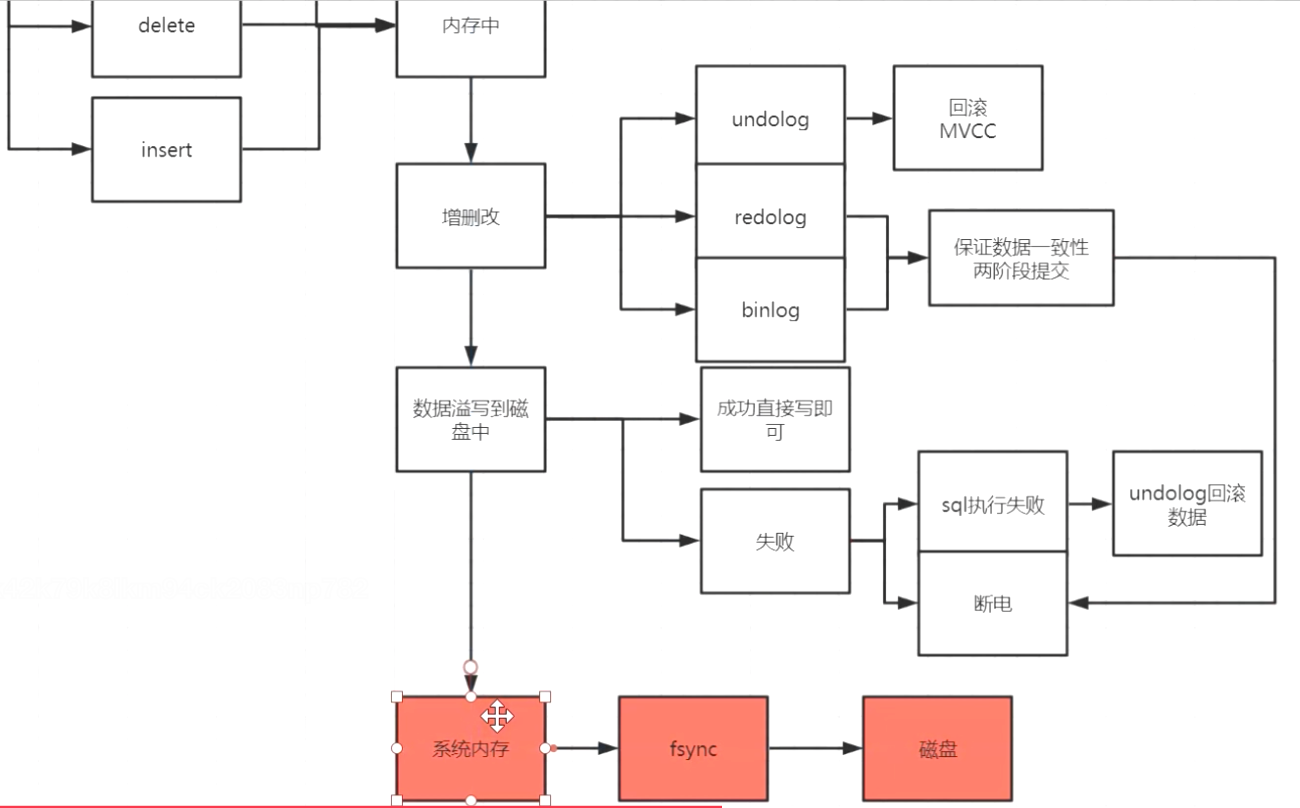 delete
内存中
insert
undolog
回滚
MVCC
增删改
redolog
保证数据一致性
两阶段提交
binlog
数据溢写到磁
盘中
成功直接写即
可
失败
sql执行失败
undolog回滚
数据
断电
系统内存
fsync
磁盘